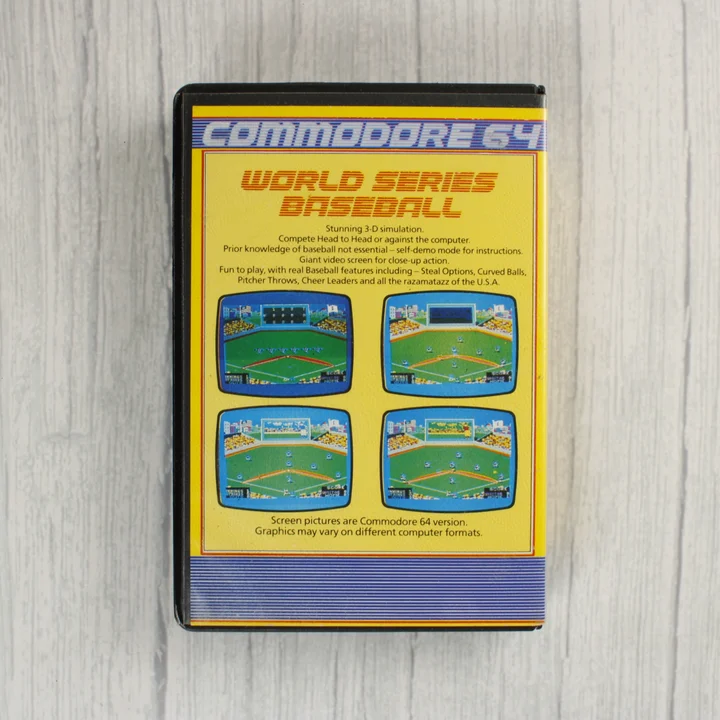 COMMODORE 64
WORLD SERIES
BASEBALL
Stunning 3-D simulation.
Compete Head to Head or against the computer.
Prior knowledge of baseball not essential – self-demo mode for instructions.
Giant video screen for close-up action.
Fun to play, with real Baseball features including – Steal Options, Curved Balls,
Pitcher Throws, Cheer Leaders and all the razamatazz of the U.S.A.
Screen pictures are Commodore 64 version.
Graphics may vary on different computer formats.